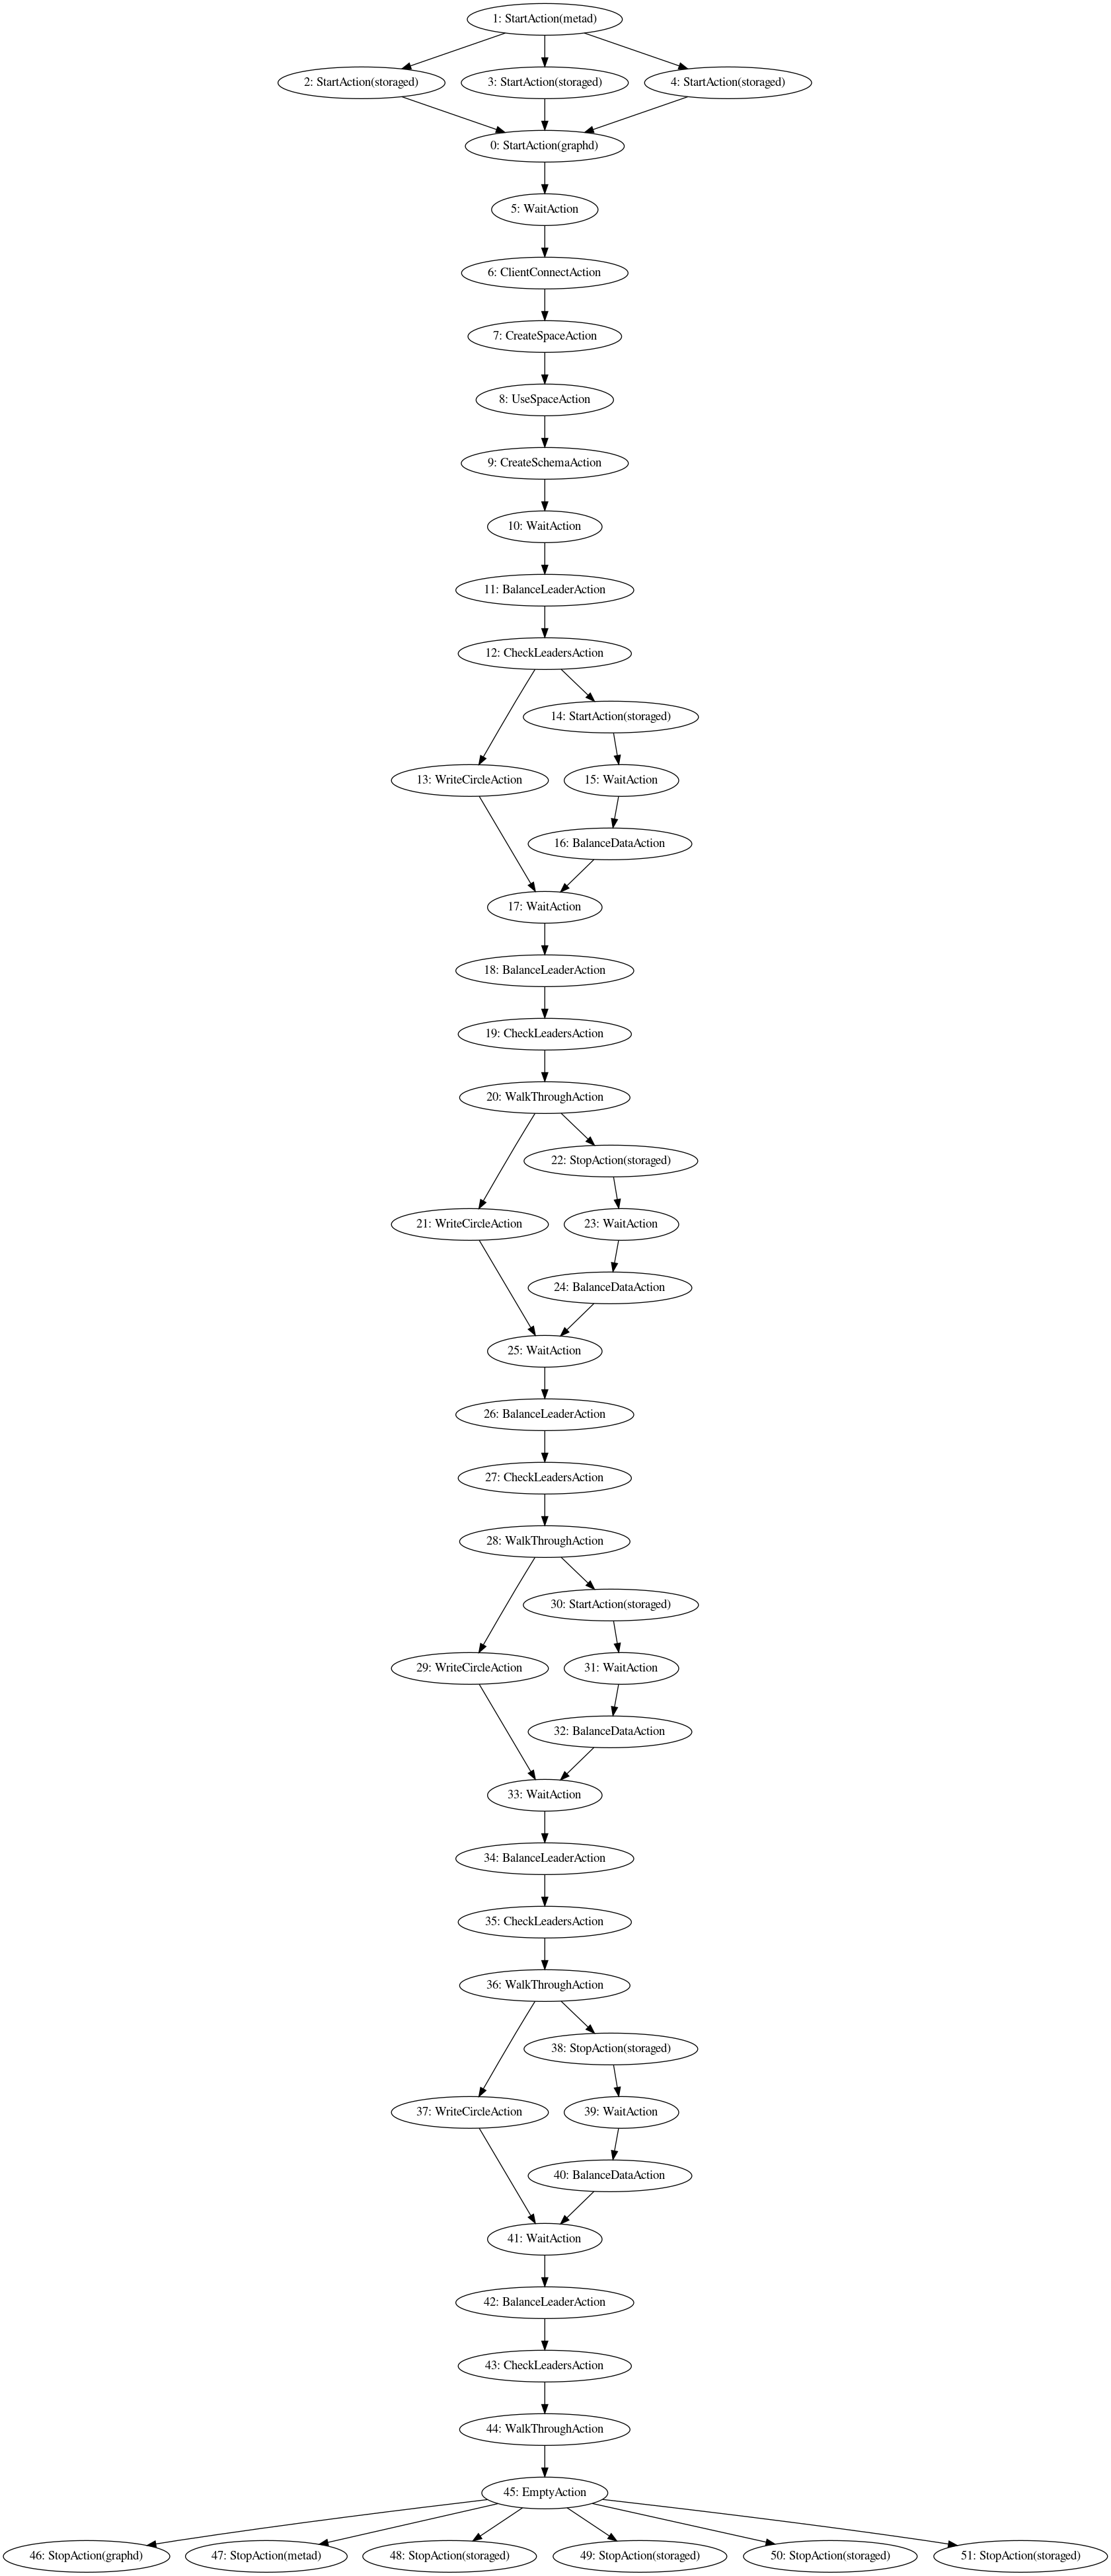 1: StartAction(metad)
2: StartAction(storaged)
3: StartAction(storaged)
4: StartAction(storaged)
0: StartAction(graphd)
5: WaitAction
6: ClientConnectAction
7: CreateSpaceAction
8: UseSpaceAction
9: CreateSchemaAction
10: WaitAction
11: BalanceLeaderAction
12: CheckLeadersAction
14: StartAction(storaged)
13: WriteCircleAction
15: WaitAction
16: BalanceDataAction
17: WaitAction
18: BalanceLeaderAction
19: CheckLeadersAction
20: WalkThroughAction
22: StopAction(storaged)
21: WriteCircleAction
23: WaitAction
24: BalanceDataAction
25: WaitAction
26: BalanceLeaderAction
27: CheckLeadersAction
28: WalkThroughAction
30: StartAction(storaged)
29: WriteCircleAction
31: WaitAction
32: BalanceDataAction
33: WaitAction
34: BalanceLeaderAction
35: CheckLeadersAction
36: WalkThroughAction
38: StopAction(storaged)
37: WriteCircleAction
39: WaitAction
40: BalanceDataAction
41: WaitAction
42: BalanceLeaderAction
43: CheckLeadersAction
44: WalkThroughAction
45: EmptyAction
46: StopAction(graphd)
47: StopAction(metad)
48: StopAction(storaged)
49: StopAction(storaged)
50: StopAction(storaged)
51: StopAction(storaged)